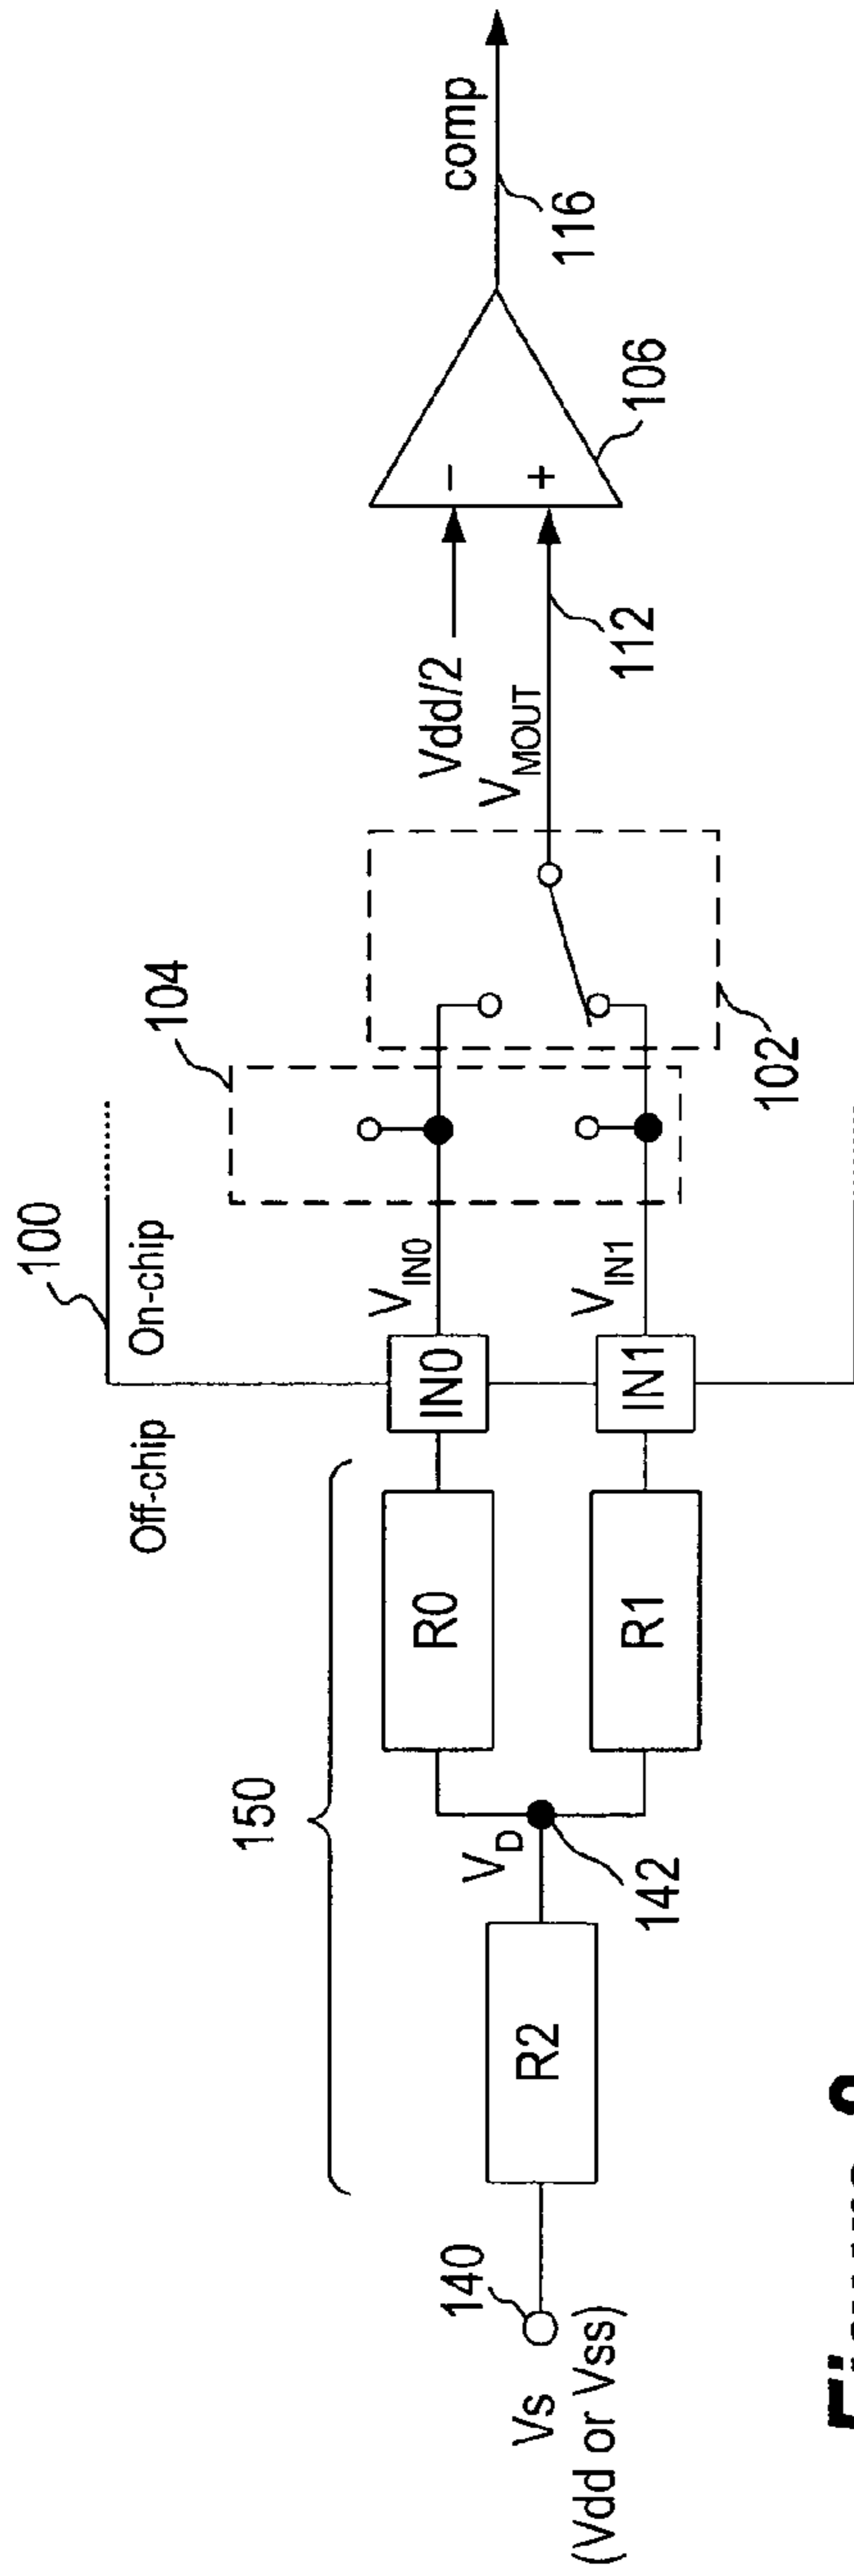 100
Off-chip
On-chip
104
150
140
Vs
(Vdd or Vss)
R2
V_D
142
R0
R1
IN0
IN1
V_IN0
V_IN1
102
Vdd/2
V_MOUT
112
-
+
106
comp
116